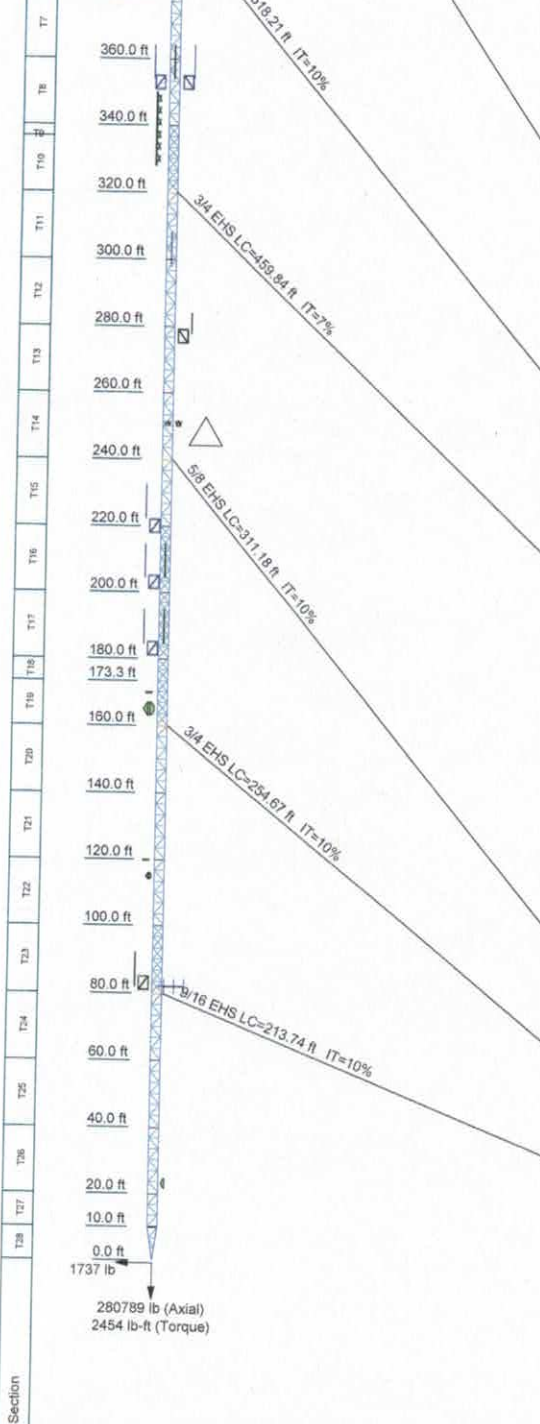 T7
360.0 ft
IT=10%
T8
340.0 ft
T9
T10
320.0 ft
3/4 EHS LC=459.84 ft IT=7%
T11
300.0 ft
T12
280.0 ft
T13
260.0 ft
T14
240.0 ft
5/8 EHS LC=311.18 ft IT=10%
T15
220.0 ft
T16
200.0 ft
T17
180.0 ft
T18
173.3 ft
T19
160.0 ft
3/4 EHS LC=254.67 ft IT=10%
T20
140.0 ft
T21
120.0 ft
T22
100.0 ft
T23
80.0 ft
9/16 EHS LC=213.74 ft IT=10%
T24
60.0 ft
T25
40.0 ft
T26
20.0 ft
T27
10.0 ft
T28
0.0 ft
1737 lb
280789 lb (Axial)
2454 lb-ft (Torque)
Section